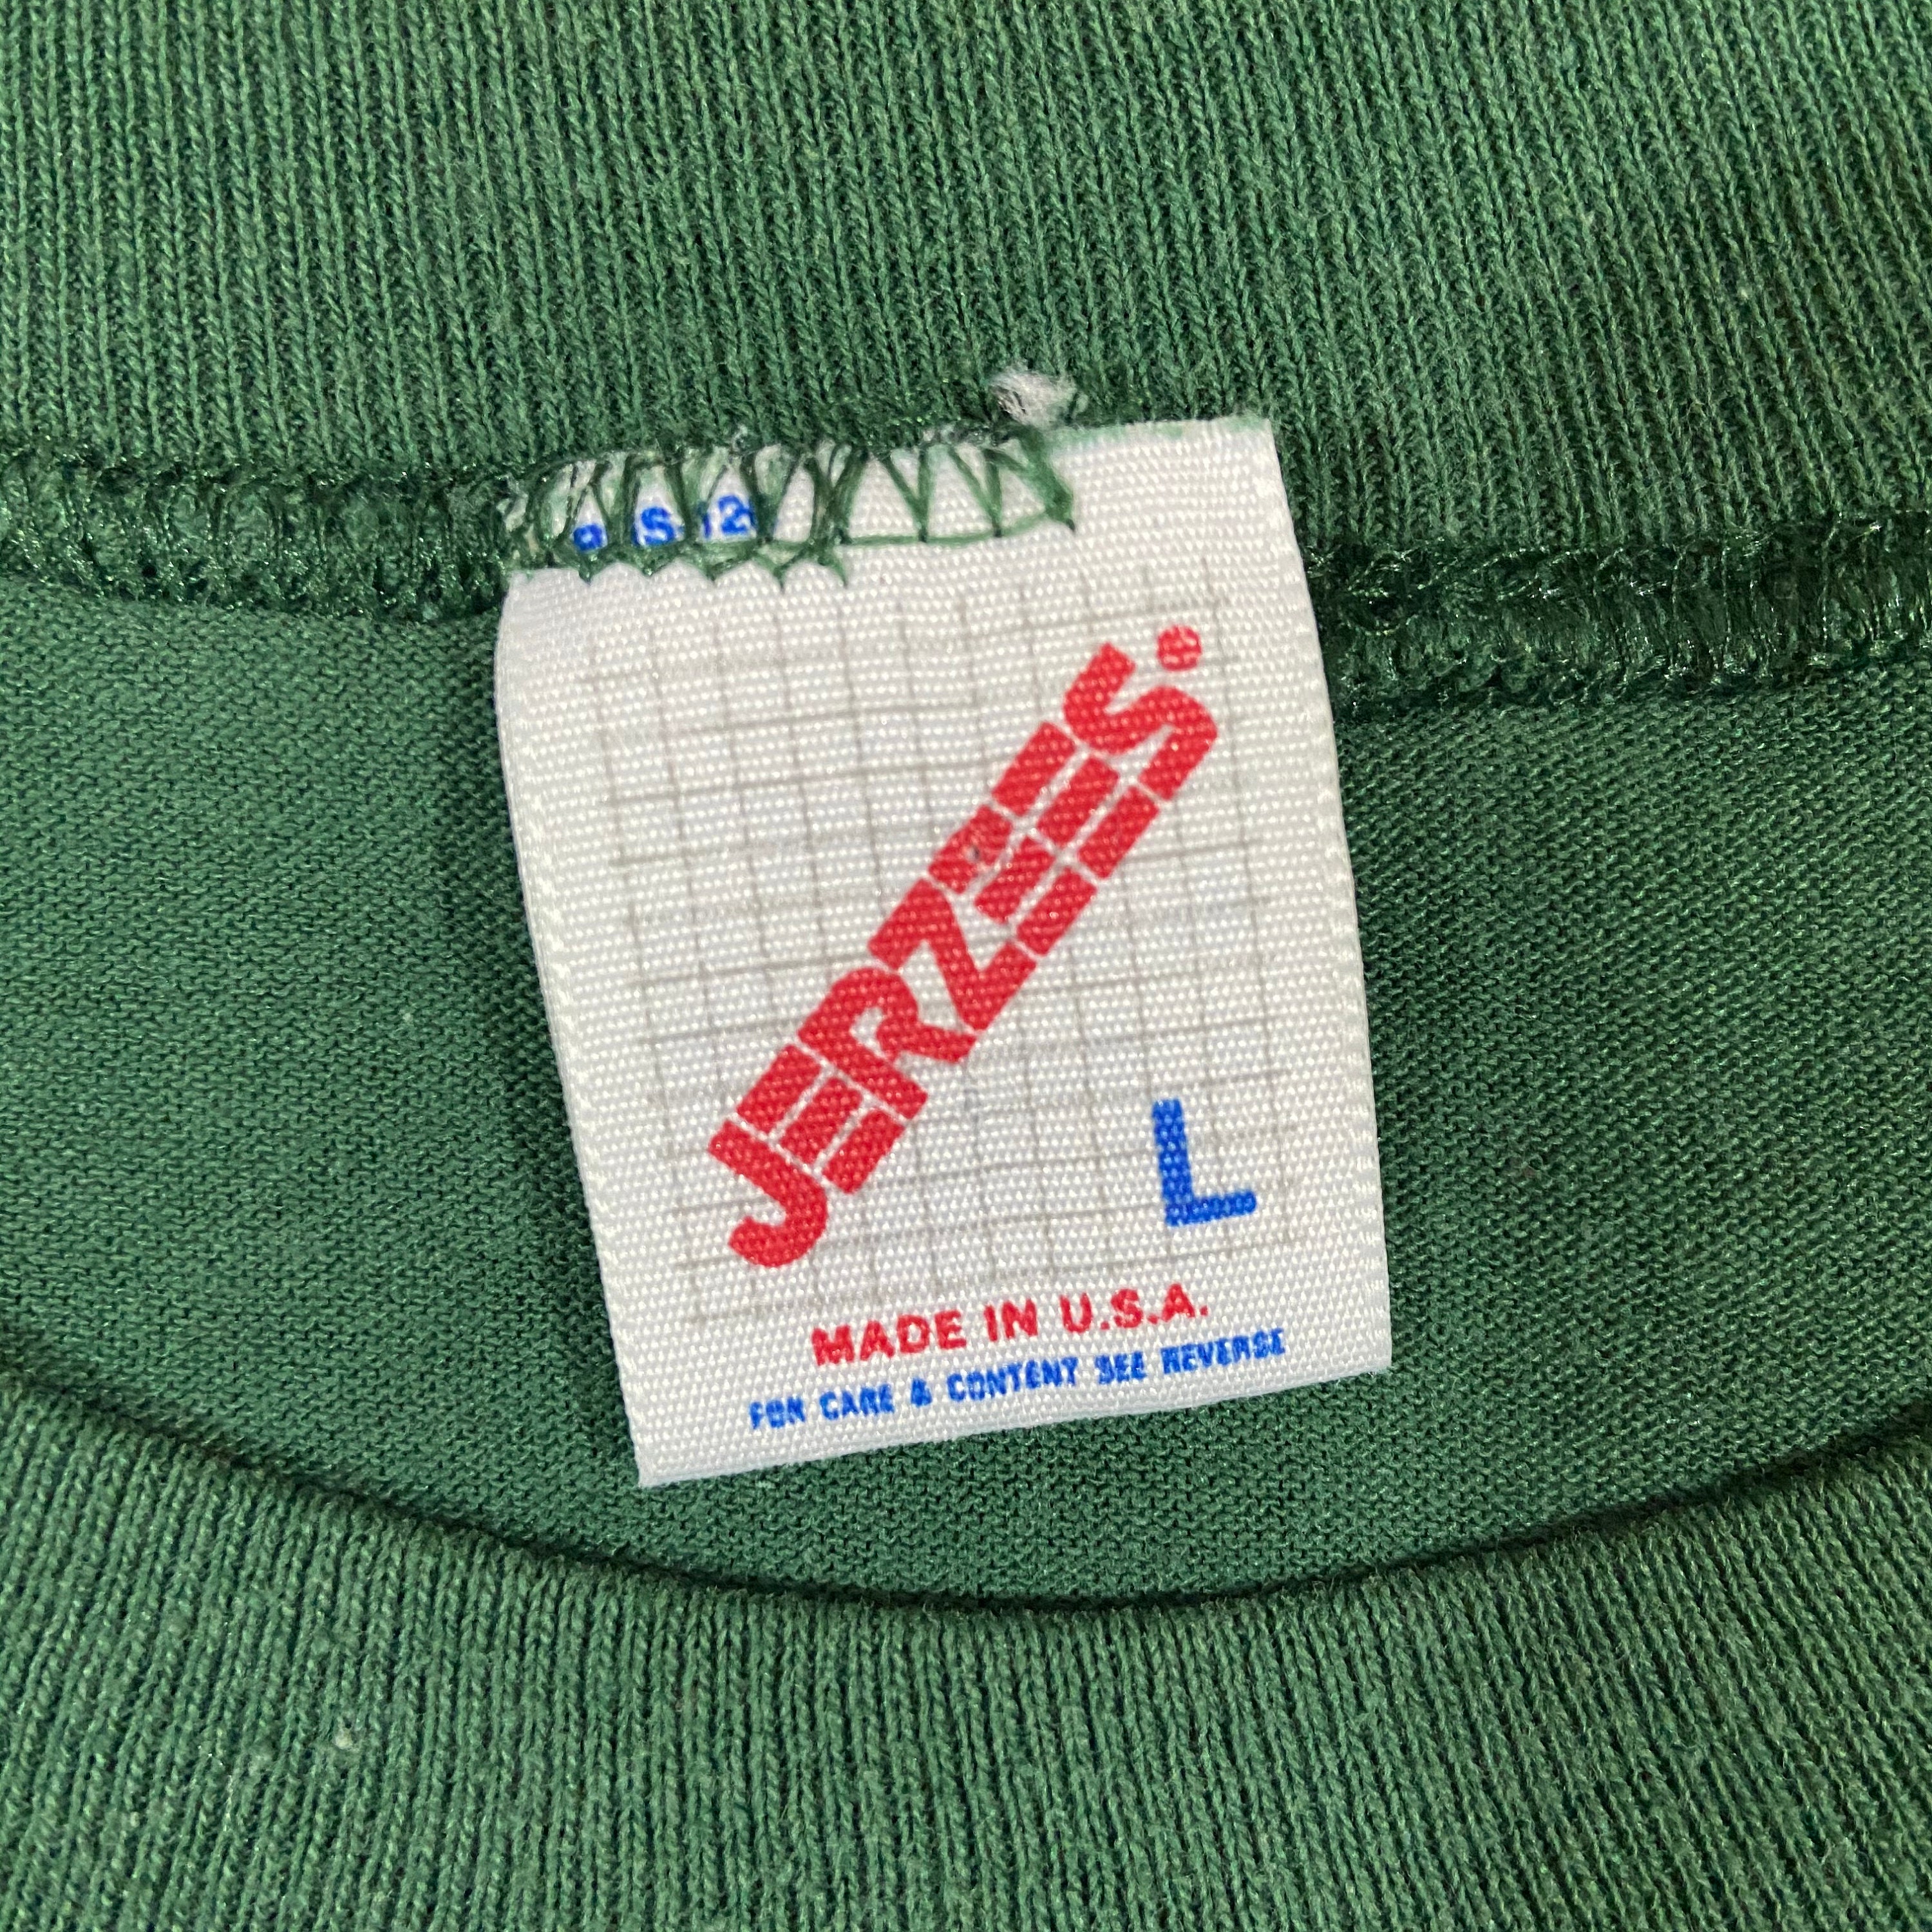 JERZEES.
L
MADE IN U.S.A.
FOR CARE & CONTENT SEE REVERSE